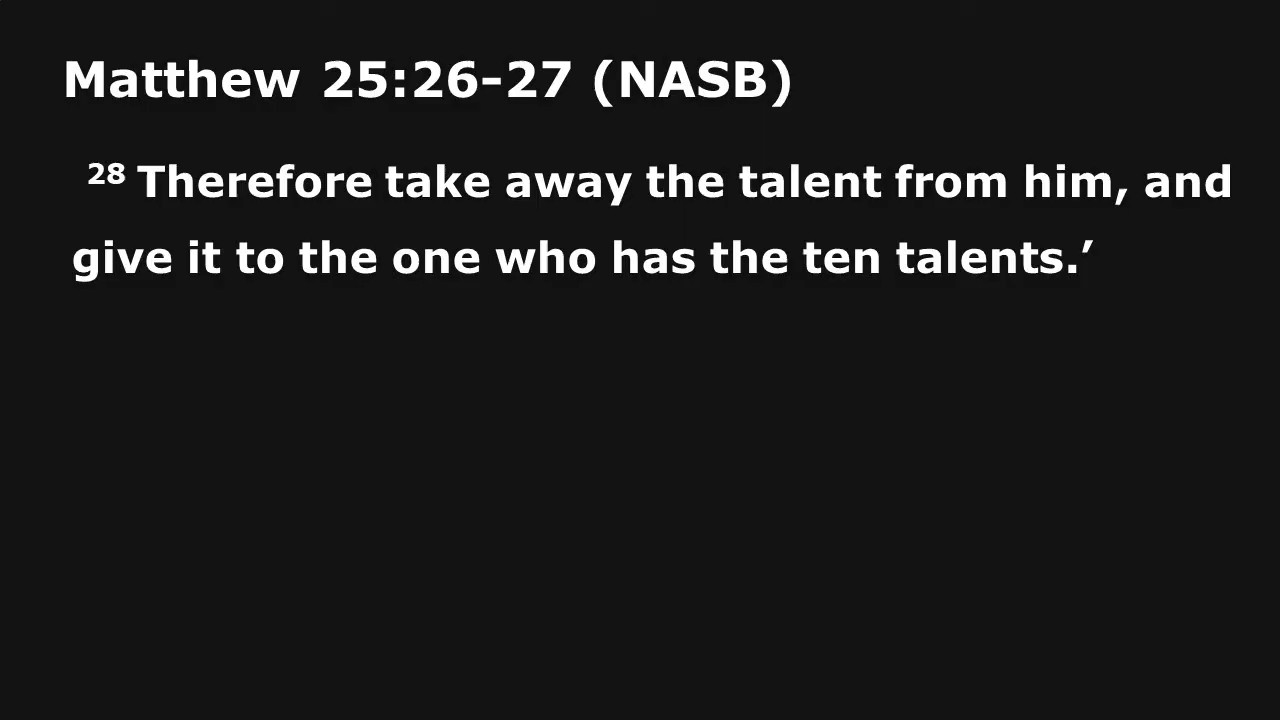 Matthew 25:26-27 (NASB)
28 Therefore take away the talent from him, and
give it to the one who has the ten talents.’